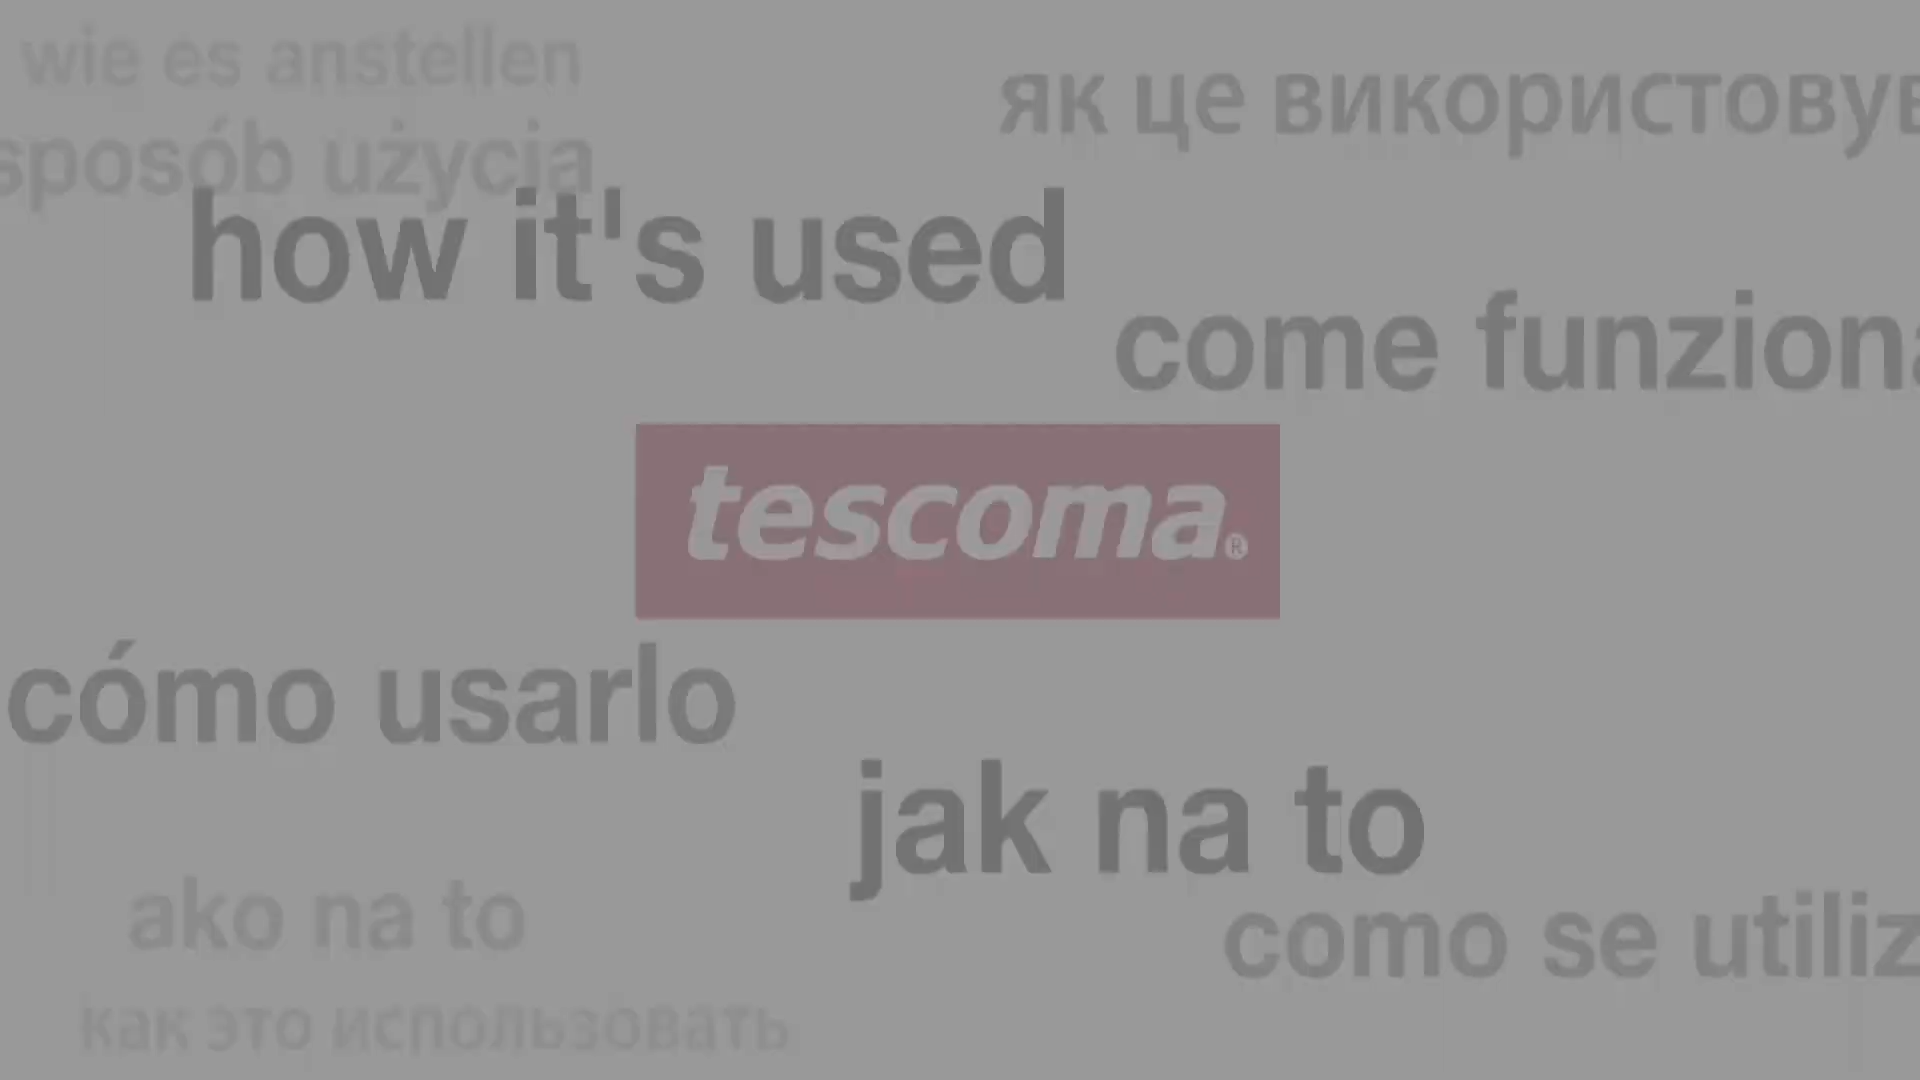 wie es anstellen
як це використовув
sposób użycia
how it's used
come funziona
tescoma®
cómo usarlo
jak na to
ako na to
como se utiliz
как это использовать